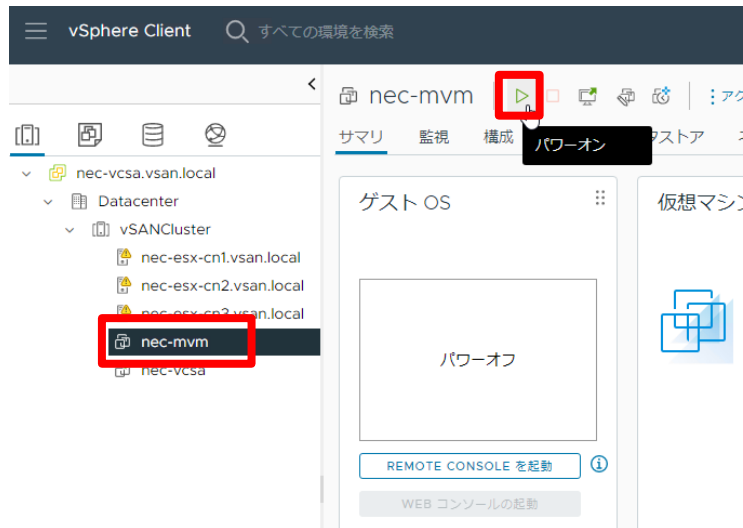 vSphere Client すべての環境を検索
nec-mvm
アク
サマリ 監視 構成
パワーオン
タストア
nec-vcsa.vsan.local
Datacenter
vSANCluster
nec-esx-cn1.vsan.local
nec-esx-cn2.vsan.local
nec-esx-cn3.vsan.local
nec-mvm
nec-vcsa
ゲスト OS
仮想マシン
パワーオフ
REMOTE CONSOLE を起動
WEB コンソールの起動